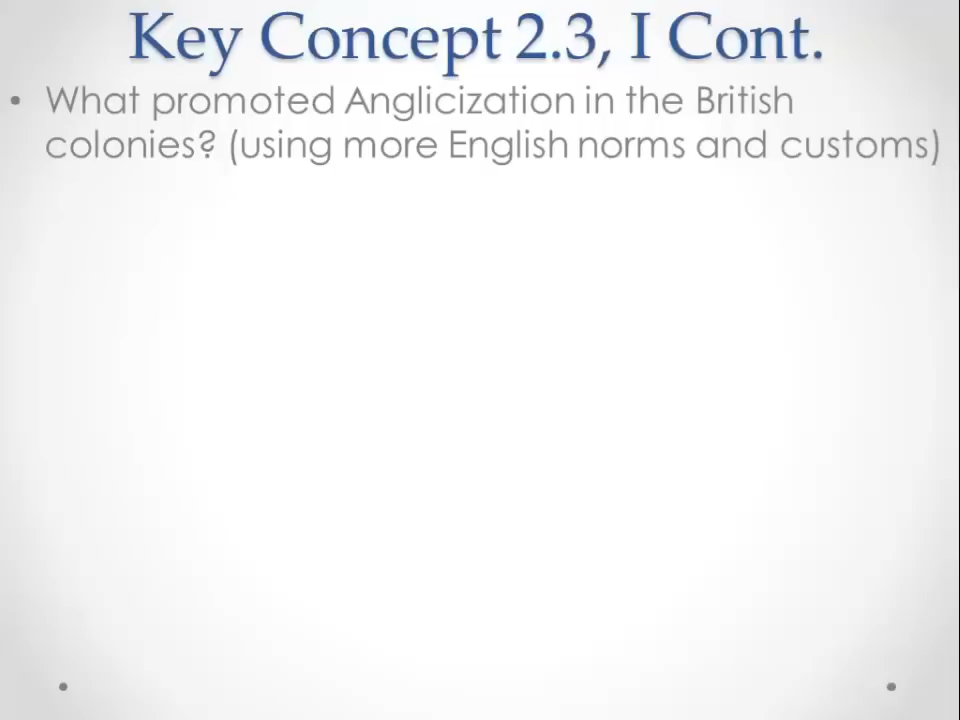 Key Concept 2.3, I Cont.
• What promoted Anglicization in the British
colonies? (using more English norms and customs)